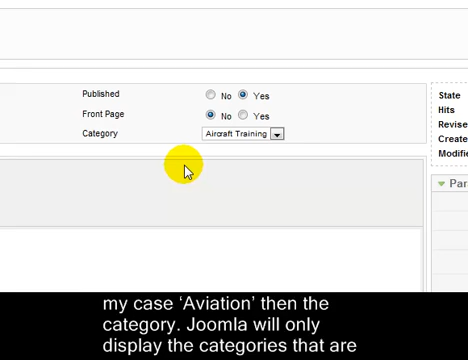 Published No Yes
Front Page No Yes
Category Aircraft Training
State
Hits
Revise
Create
Modifie
Par
my case ‘Aviation’ then the
category. Joomla will only
display the categories that are